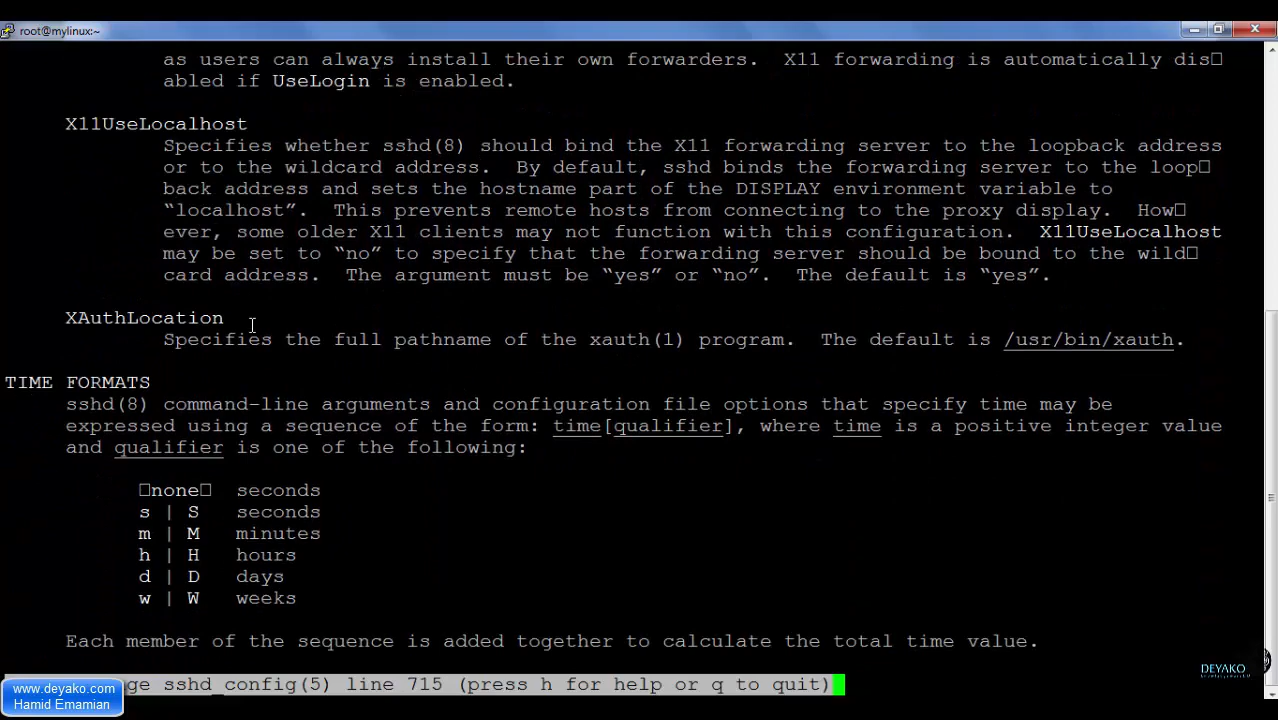 root@mylinux:~
as users can always install their own forwarders.  X11 forwarding is automatically dis□
abled if UseLogin is enabled.
X11UseLocalhost
Specifies whether sshd(8) should bind the X11 forwarding server to the loopback address
or to the wildcard address.  By default, sshd binds the forwarding server to the loop□
back address and sets the hostname part of the DISPLAY environment variable to
“localhost”.  This prevents remote hosts from connecting to the proxy display.  How□
ever, some older X11 clients may not function with this configuration.  X11UseLocalhost
may be set to “no” to specify that the forwarding server should be bound to the wild□
card address.  The argument must be “yes” or “no”.  The default is “yes”.
XAuthLocation
Specifies the full pathname of the xauth(1) program.  The default is /usr/bin/xauth.
TIME FORMATS
sshd(8) command-line arguments and configuration file options that specify time may be
expressed using a sequence of the form: time[qualifier], where time is a positive integer value
and qualifier is one of the following:
□none□  seconds
s | S   seconds
m | M   minutes
h | H   hours
d | D   days
w | W   weeks
Each member of the sequence is added together to calculate the total time value.
ge sshd_config(5) line 715 (press h for help or q to quit)
www.deyako.com
Hamid Emamian
DEYAKO